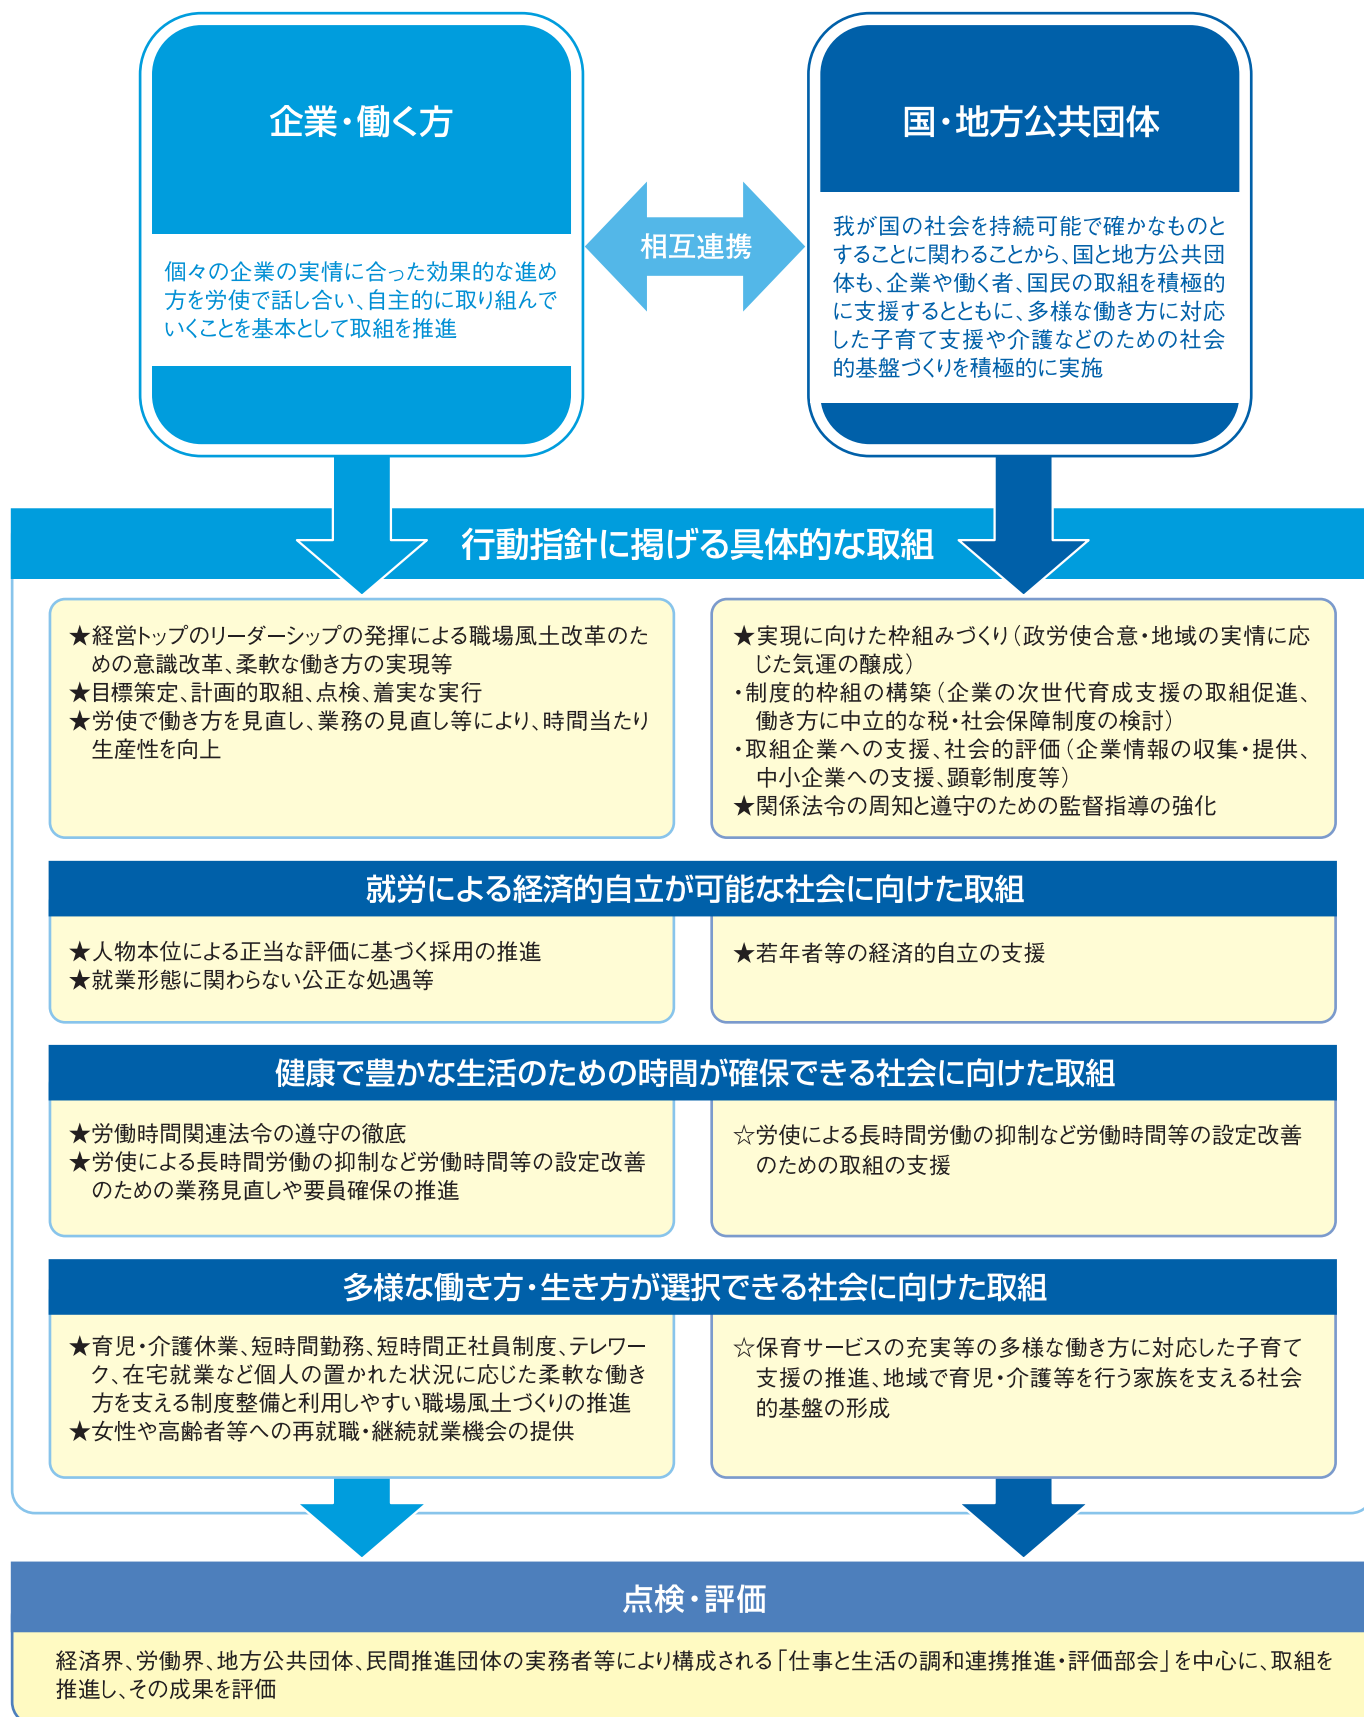 企業・働く方
個々の企業の実情に合った効果的な進め
方を労使で話し合い、自主的に取り組んで
いくことを基本として取組を推進
相互連携
国・地方公共団体
我が国の社会を持続可能で確かなものと
することに関わることから、国と地方公共団
体も、企業や働く者、国民の取組を積極的
に支援するとともに、多様な働き方に対応
した子育て支援や介護などのための社会
的基盤づくりを積極的に実施
行動指針に掲げる具体的な取組
★経営トップのリーダーシップの発揮による職場風土改革のた
めの意識改革、柔軟な働き方の実現等
★目標策定、計画的取組、点検、着実な実行
★労使で働き方を見直し、業務の見直し等により、時間当たり
生産性を向上
★実現に向けた枠組みづくり（政労使合意・地域の実情に応
じた気運の醸成）
・制度的枠組の構築（企業の次世代育成支援の取組促進、
働き方に中立的な税・社会保障制度の検討）
・取組企業への支援、社会的評価（企業情報の収集・提供、
中小企業への支援、顕彰制度等）
★関係法令の周知と遵守のための監督指導の強化
就労による経済的自立が可能な社会に向けた取組
★人物本位による正当な評価に基づく採用の推進
★就業形態に関わらない公正な処遇等
★若年者等の経済的自立の支援
健康で豊かな生活のための時間が確保できる社会に向けた取組
★労働時間関連法令の遵守の徹底
★労使による長時間労働の抑制など労働時間等の設定改善
のための業務見直しや要員確保の推進
☆労使による長時間労働の抑制など労働時間等の設定改善
のための取組の支援
多様な働き方・生き方が選択できる社会に向けた取組
★育児・介護休業、短時間勤務、短時間正社員制度、テレワー
ク、在宅就業など個人の置かれた状況に応じた柔軟な働き
方を支える制度整備と利用しやすい職場風土づくりの推進
★女性や高齢者等への再就職・継続就業機会の提供
☆保育サービスの充実等の多様な働き方に対応した子育て
支援の推進、地域で育児・介護等を行う家族を支える社会
的基盤の形成
点検・評価
経済界、労働界、地方公共団体、民間推進団体の実務者等により構成される「仕事と生活の調和連携推進・評価部会」を中心に、取組を
推進し、その成果を評価